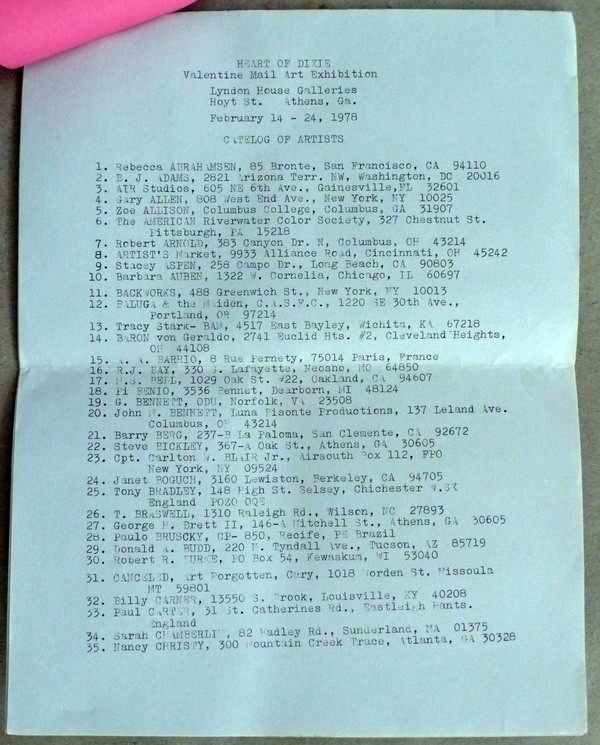 HEART OF DIXIE
Valentine Mail Art Exhibition
Lyndon House Galleries
Hoyt St. Athens, Ga.
February 14 - 24, 1978
CATALOG OF ARTISTS
1. Rebecca ABRAHAMSEN, 85 Bronte, San Francisco, CA 94110
2. B. J. ADAMS, 2821 Arizona Terr. NW, Washington, DC 20016
3. AIR Studios, 605 NE 6th Ave., Gainesville,FL 32601
4. Gary ALLEN, 808 West End Ave., New York, NY 10025
5. Zoe ALLISON, Columbus College, Columbus, GA 31907
6. The AMERICAN Riverwater Color Society, 327 Chestnut St.
Pittsburgh, PA 15218
7. Robert ARNOLD, 383 Canyon Dr. N, Columbus, OH 43214
8. ARTIST'S Market, 9933 Alliance Road, Cincinnati, OH 45242
9. Stacey ASPEN, 258 Campo Dr., Long Beach, CA 90803
10. Barbara AUBEN, 1322 W. Cornelia, Chicago, IL 60697
11. BACKWORKS, 488 Greenwich St., New York, NY 10013
12. BALUGA & the Maiden, C.A.S.F.C., 1220 SE 30th Ave.,
Portland, OR 97214
13. Tracy Stark- BAM, 4517 East Bayley, Wichita, KA 67218
14. BARON von Geraldo, 2741 Euclid Hts. #2, Cleveland Heights,
OH 44108
15. A. BARRIO, 8 Rue Pernety, 75014 Paris, France
16. R.J. BAY, 330 S. Lafayette, Neosho, MO 64850
17. BELL, 1029 Oak St. #22, Oakland, CA 94607
18. Pi BENIO, 3536 Pennet, Dearborn, MI 48124
19. G. BENNETT, ODU, Norfolk, VA 23508
20. John M. BENNETT, Luna Bisonte Productions, 137 Leland Ave.
Columbus, OH 43214
21. Barry BERG, 237-B La Paloma, San Clemente, CA 92672
22. Steve BICKLEY, 367-A Oak St., Athens, GA 30605
23. Cpt. Carlton W. BLAIR Jr., Airsouth Box 112, FPO
New York, NY 09524
24. Janet BOGUCH, 3160 Lewiston, Berkeley, CA 94705
25. Tony BRADLEY, 148 High St. Selsey, Chichester W.SX
England POZO OQE
26. T. BRASWELL, 1310 Raleigh Rd., Wilson, NC 27893
27. George H. Brett II, 146-A Mitchell St., Athens, GA 30605
28. Paulo BRUSCKY, CP- 850, Recife, PE Brazil
29. Donald A. BUDD, 220 N. Tyndall Ave., Tucson, AZ 85719
30. Robert R. BURKE, PO Box 54, Kewaskum, WI 53040
31. CANCELED, Art Forgotten, Cary, 1018 Worden St. Missoula
MT 59801
32. Billy CARNER, 13550 S. Brook, Louisville, KY 40208
33. Paul CARTER, 31 St. Catherines Rd., Eastleigh Hants.
England
34. Sarah CHAMBERLIN, 82 Hadley Rd., Sunderland, MA 01375
35. Nancy CHRISTY, 300 Mountain Creek Trace, Atlanta, GA 30328